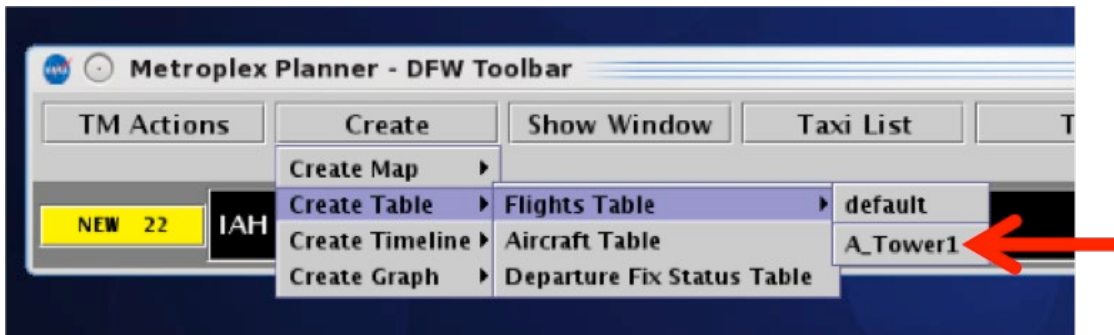 Metroplex Planner - DFW Toolbar
TM Actions Create Show Window Taxi List T
Create Map
Create Table Flights Table default
NEW 22 IAH
Create Timeline Aircraft Table A_Tower1
Create Graph Departure Fix Status Table